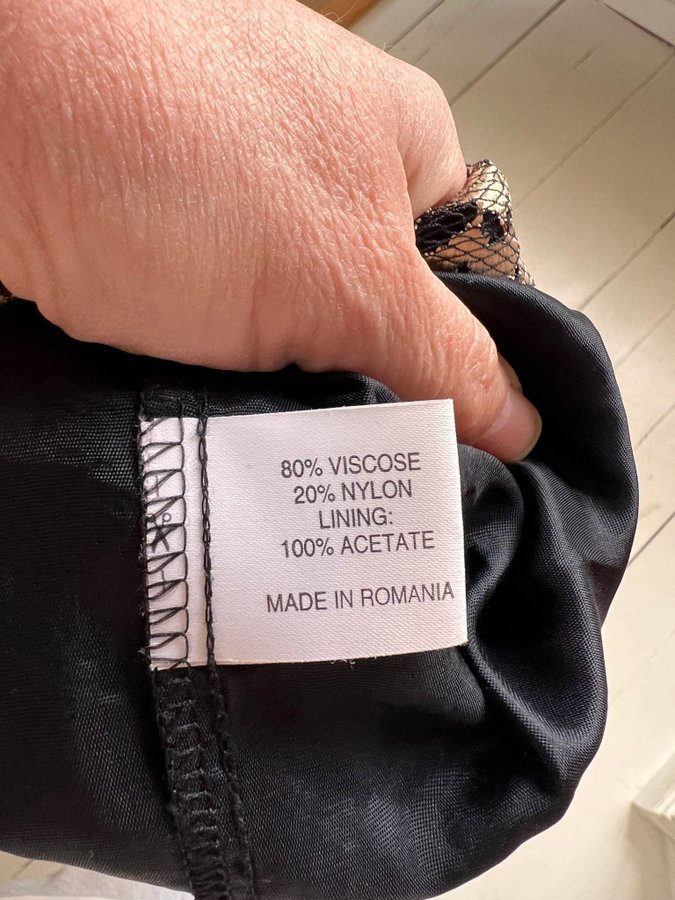 80% VISCOSE
20% NYLON
LINING:
100% ACETATE
MADE IN ROMANIA